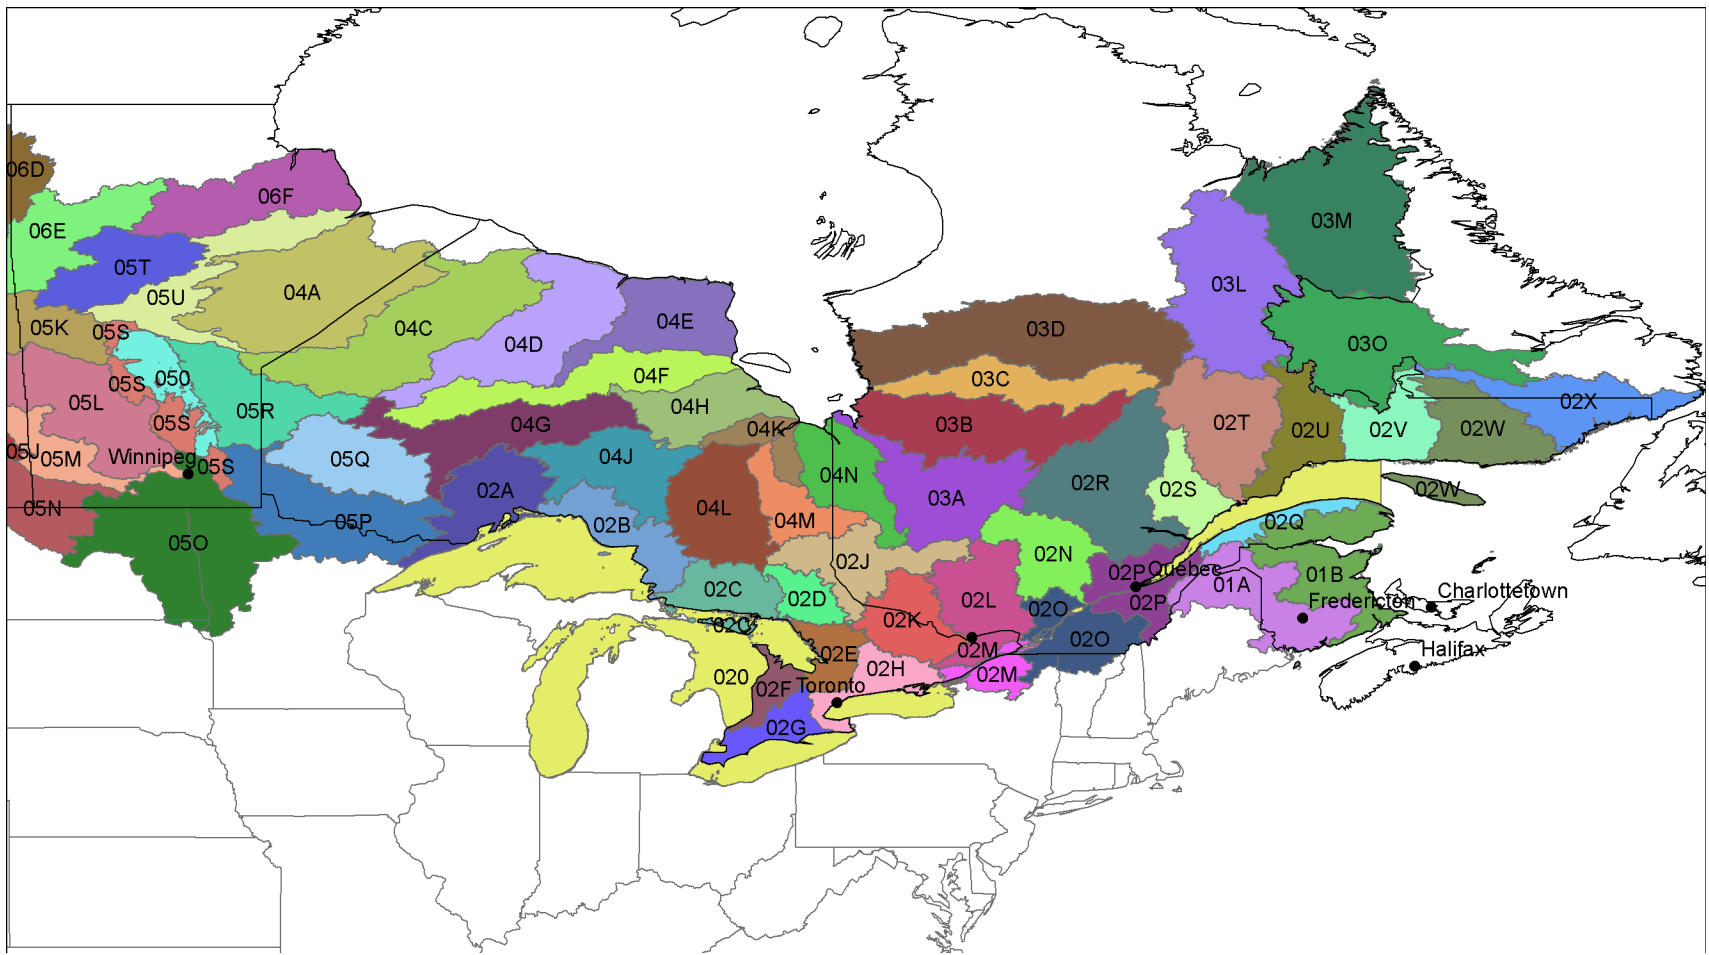 06D
06F
06E
03M
05T
05U
04A
03L
05K
05S
04C
04E
03D
04D
03O
050
04F
03C
05S
05L
05R
04H
02X
05S
04G
03B
04K
02T
02U
02V
02W
05J
05M
Winnipeg
05S
05Q
04J
04N
02A
03A
02R
02S
02W
05N
04L
05P
02B
04M
02Q
05O
02J
02N
02C
02D
02P
Quebec
01A
01B
Charlottetown
02L
02O
02P
Fredericton
02C
02K
02O
02E
02M
Halifax
020
02F
Toronto
02H
02M
02G